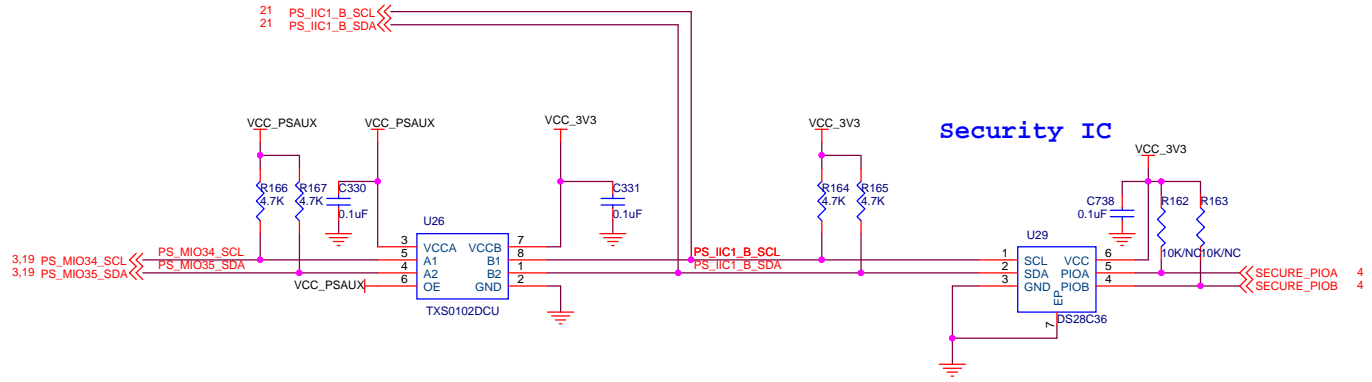 21 PS_IIC1_B_SCL
21 PS_IIC1_B_SDA
VCC_PSAUX VCC_PSAUX VCC_3V3 VCC_3V3 Security IC
VCC_3V3
R166 R167 C330 C331 R164 R165
4.7K 4.7K 0.1uF 0.1uF 4.7K 4.7K
C738 R162 R163
0.1uF
U26 U29
3 VCCA VCCB 7
3,19 PS_MIO34_SCL PS_MIO34_SCL 5 A1 B1 8 PS_IIC1_B_SCL 1 SCL VCC 6 10K/NC 10K/NC
3,19 PS_MIO35_SDA PS_MIO35_SDA 4 A2 B2 1 PS_IIC1_B_SDA 2 SDA PIOA 5 SECURE_PIOA 4
VCC_PSAUX 6 OE GND 2 3 GND PIOB 4 SECURE_PIOB 4
EP
TXS0102DCU 7 DS28C36